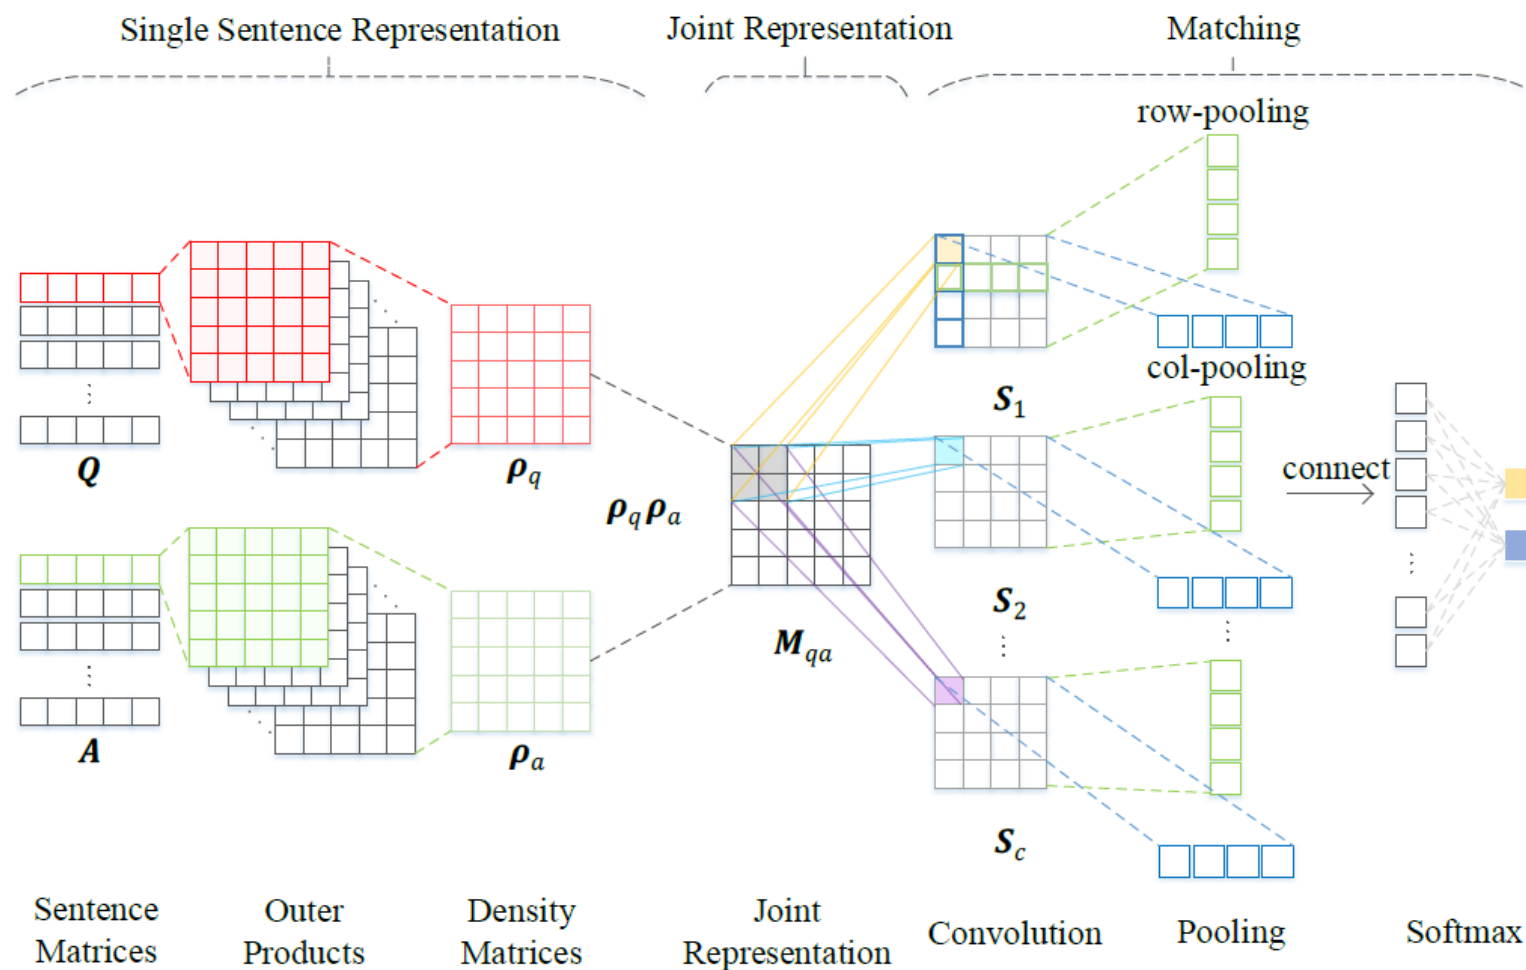 Single Sentence Representation
Joint Representation
Matching
row-pooling
col-pooling
S1
Q
ρq
connect
ρqρa
S2
Mqa
A
ρa
Sc
Sentence
Matrices
Outer
Products
Density
Matrices
Joint
Representation
Convolution
Pooling
Softmax